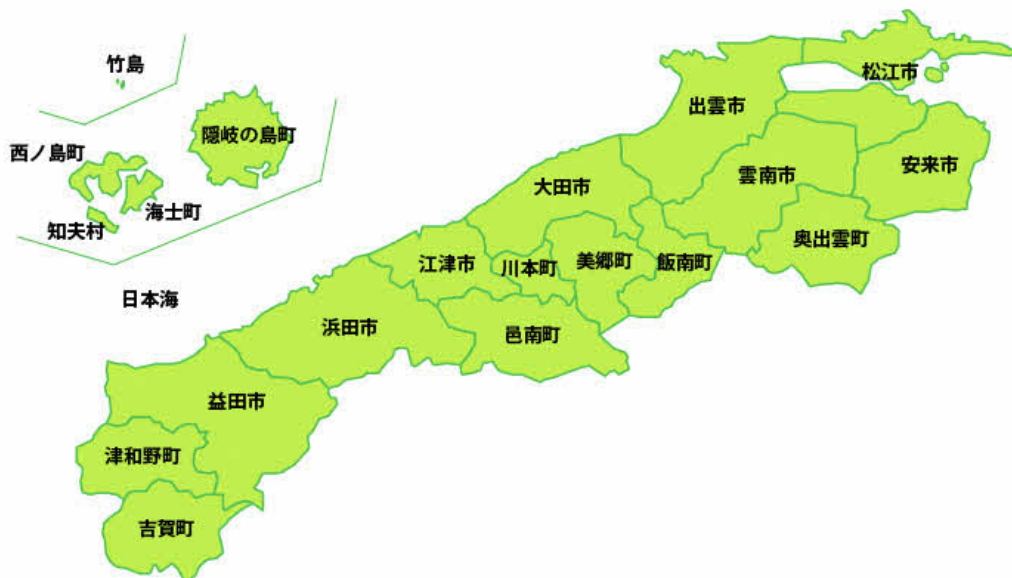 竹島
隠岐の島町
西ノ島町
海士町
知夫村
日本海
松江市
出雲市
安来市
雲南市
大田市
奥出雲町
江津市
川本町
美郷町
飯南町
浜田市
邑南町
益田市
津和野町
吉賀町